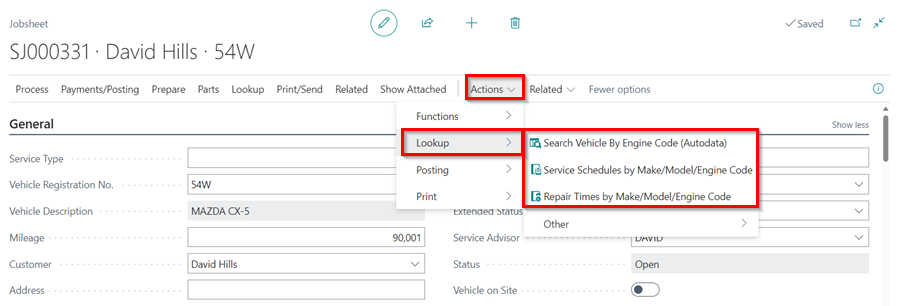 Jobsheet
Saved
SJ000331 · David Hills · 54W
Process Payments/Posting Prepare Parts Lookup Print/Send Related Show Attached Actions Related Fewer options
General
Show less
Functions
Lookup
Posting
Print
Search Vehicle By Engine Code (Autodata)
Service Schedules by Make/Model/Engine Code
Repair Times by Make/Model/Engine Code
Other
Service Type
Vehicle Registration No. 54W
Vehicle Description MAZDA CX-5
Extended Status
Mileage 90,001
Service Advisor DAVID
Customer David Hills
Status Open
Address
Vehicle on Site